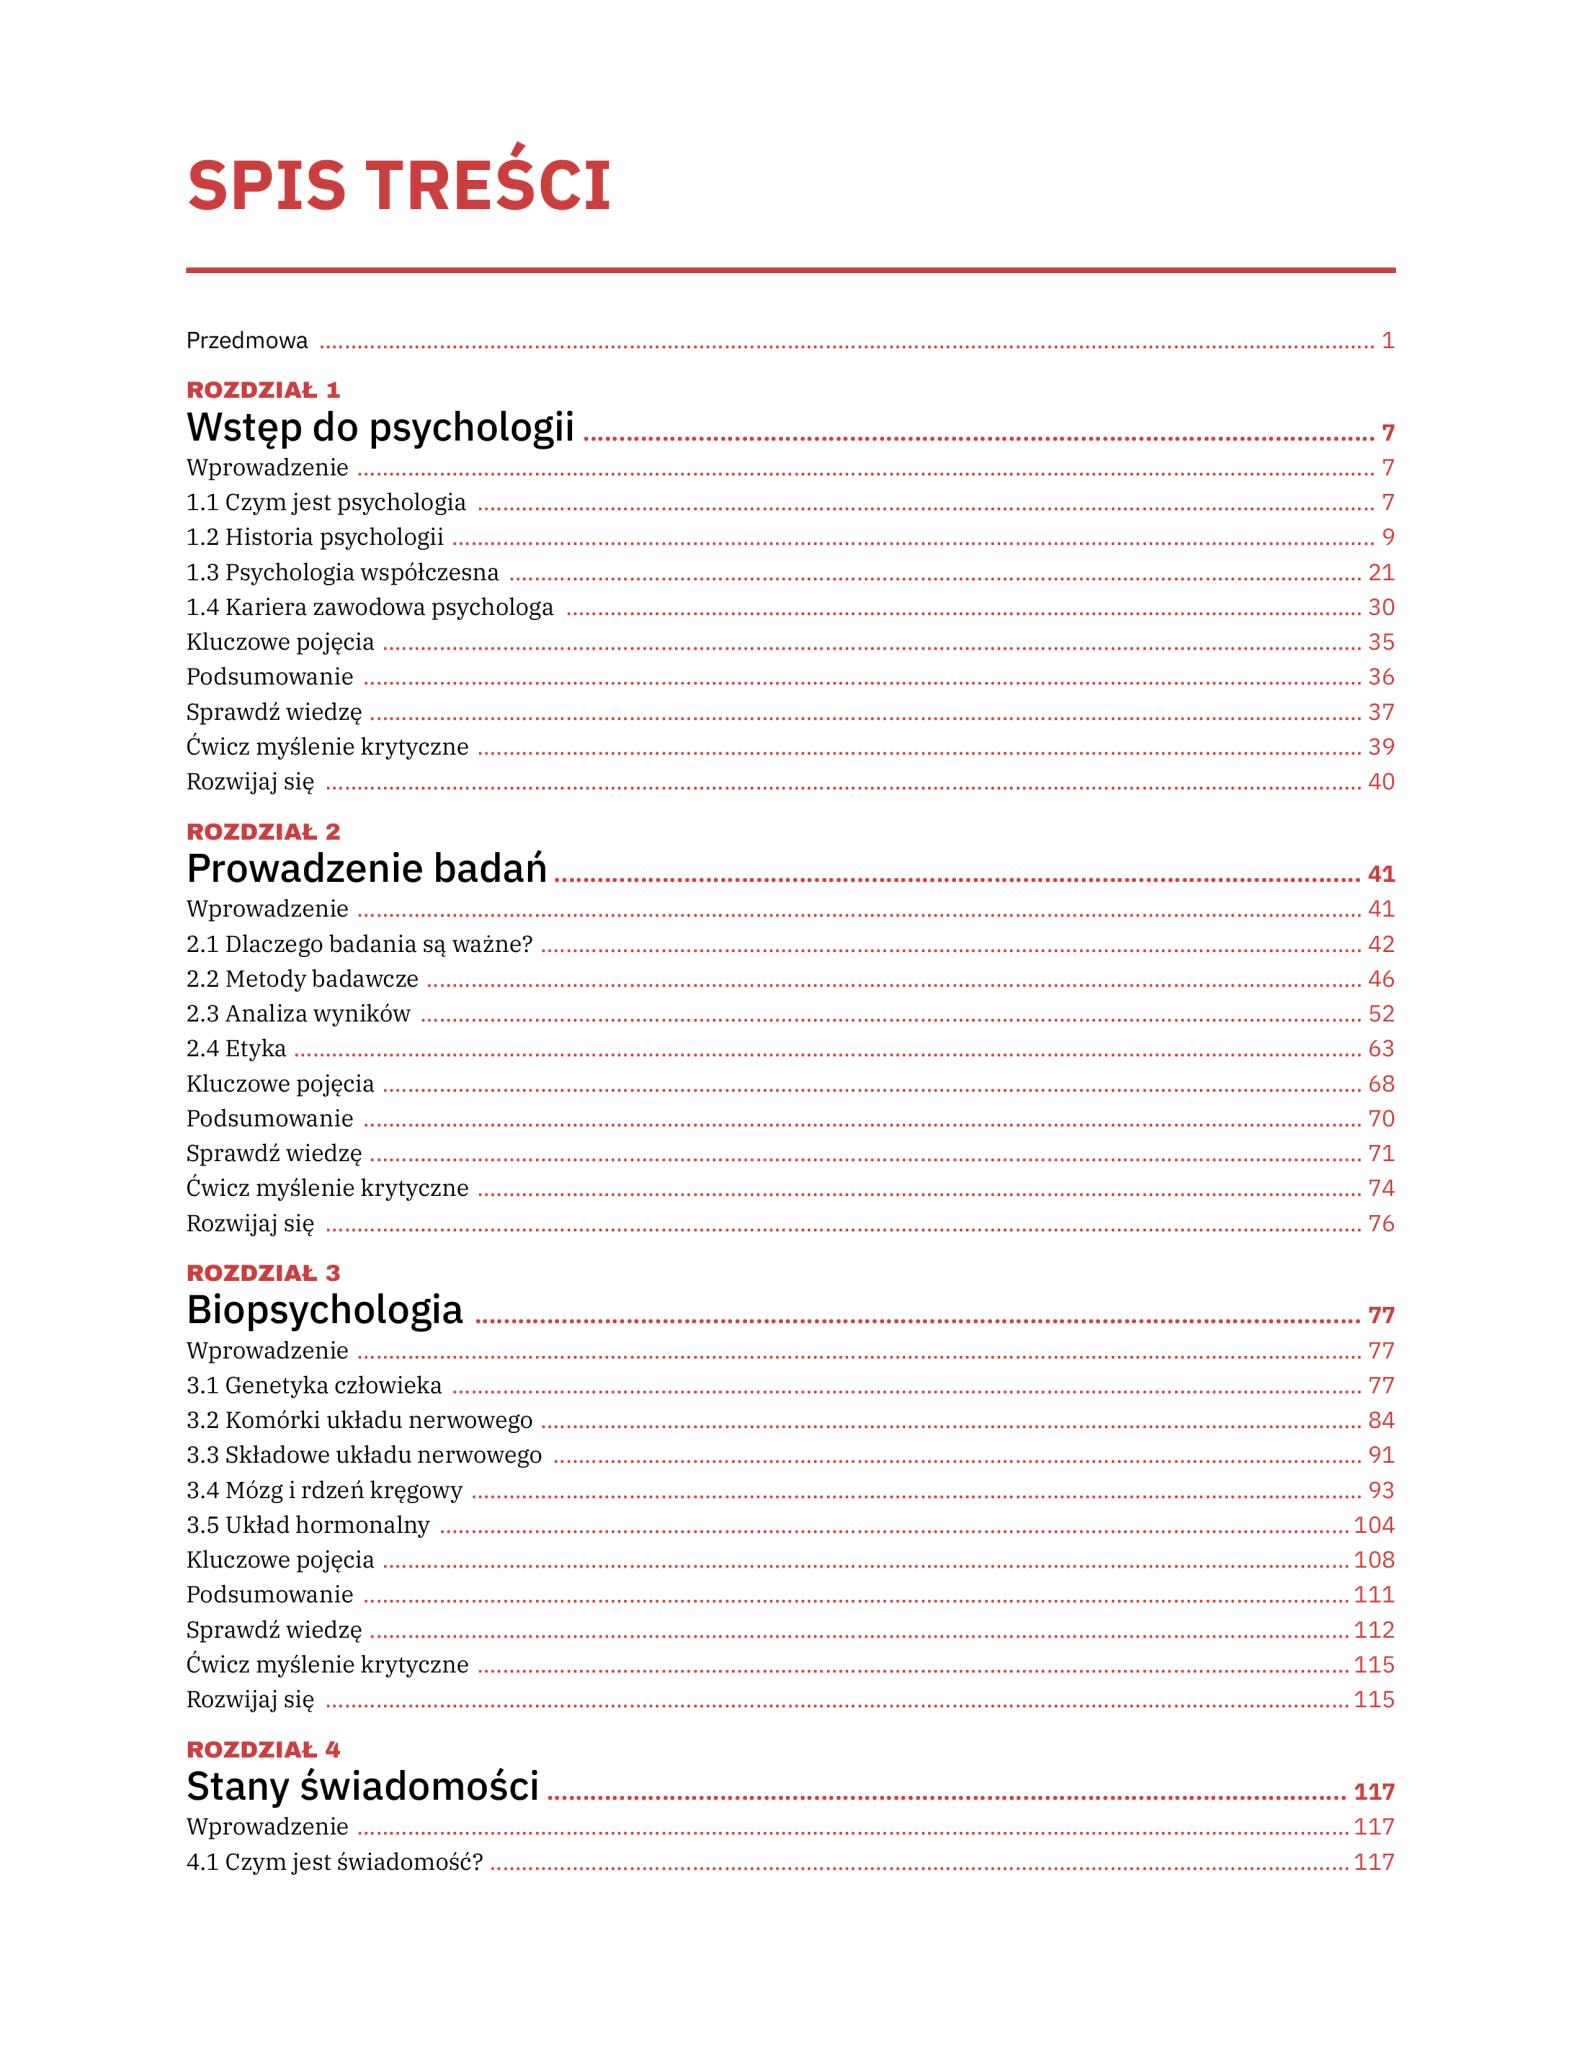 SPIS TREŚCI
Przedmowa 1
ROZDZIAŁ 1
Wstęp do psychologii 7
Wprowadzenie 7
1.1 Czym jest psychologia 7
1.2 Historia psychologii 9
1.3 Psychologia współczesna 21
1.4 Kariera zawodowa psychologa 30
Kluczowe pojęcia 35
Podsumowanie 36
Sprawdź wiedzę 37
Ćwicz myślenie krytyczne 39
Rozwijaj się 40
ROZDZIAŁ 2
Prowadzenie badań 41
Wprowadzenie 41
2.1 Dlaczego badania są ważne? 42
2.2 Metody badawcze 46
2.3 Analiza wyników 52
2.4 Etyka 63
Kluczowe pojęcia 68
Podsumowanie 70
Sprawdź wiedzę 71
Ćwicz myślenie krytyczne 74
Rozwijaj się 76
ROZDZIAŁ 3
Biopsychologia 77
Wprowadzenie 77
3.1 Genetyka człowieka 77
3.2 Komórki układu nerwowego 84
3.3 Składowe układu nerwowego 91
3.4 Mózg i rdzeń kręgowy 93
3.5 Układ hormonalny 104
Kluczowe pojęcia 108
Podsumowanie 111
Sprawdź wiedzę 112
Ćwicz myślenie krytyczne 115
Rozwijaj się 115
ROZDZIAŁ 4
Stany świadomości 117
Wprowadzenie 117
4.1 Czym jest świadomość? 117